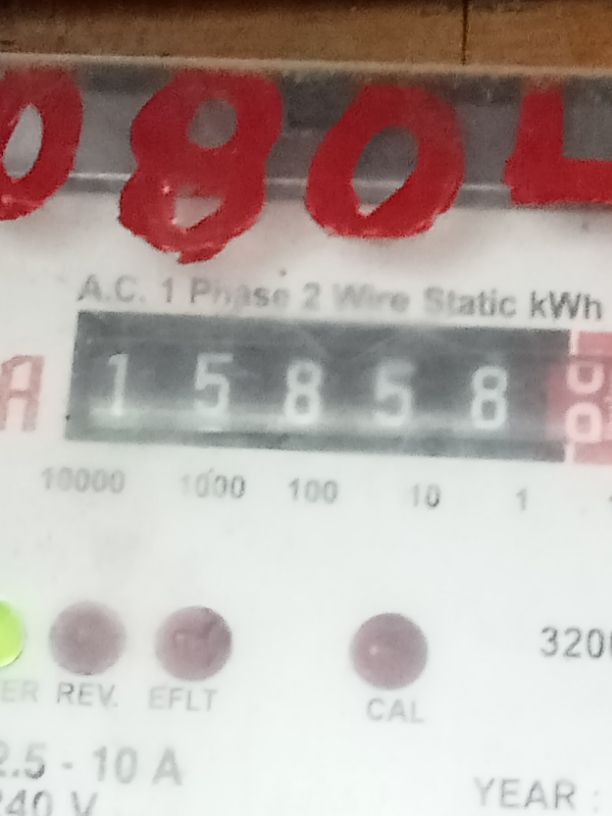 080
A.C. 1 Phase 2 Wire Static kWh
A 15858
10000 1000 100 10 1
REV. EFLT CAL
2.5 - 10 A
240 V
YEAR :